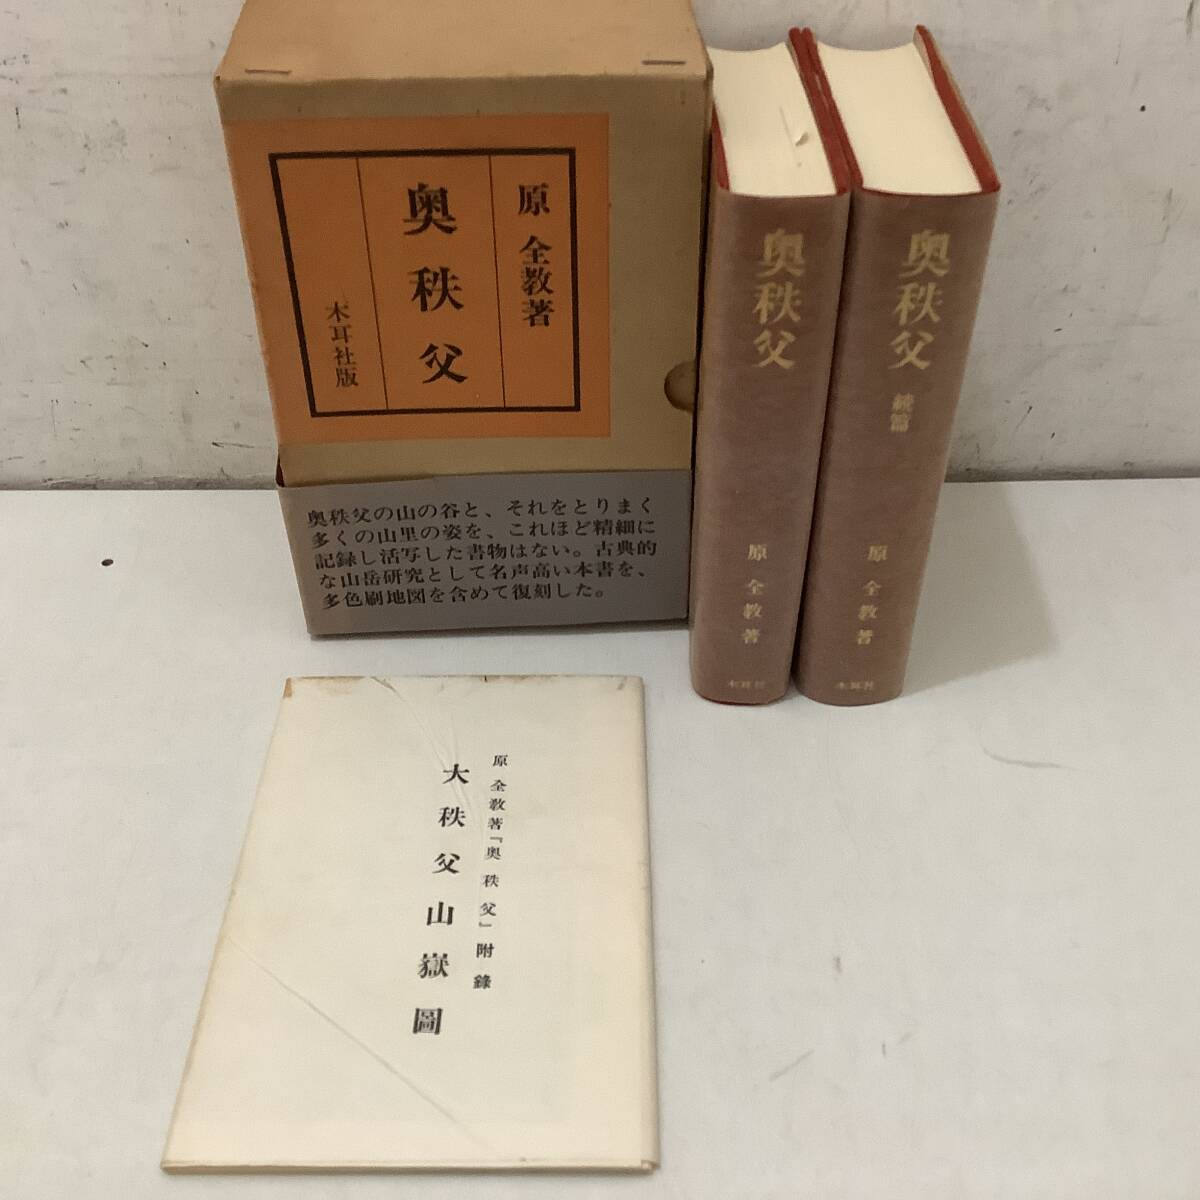 原 全教著
奥秩父
木耳社版
奥秩父の山の谷と、それをとりまく
多くの山里の姿を、これほど精細に
記録し活写した書物はない。古典的
な山岳研究として名声高い本書を、
多色刷地図を含めて復刻した。
奥秩父
原 全教著
木耳社
奥秩父 続篇
原 全教著
木耳社
原 全教著『奥秩父』附錄
大秩父山嶽圖